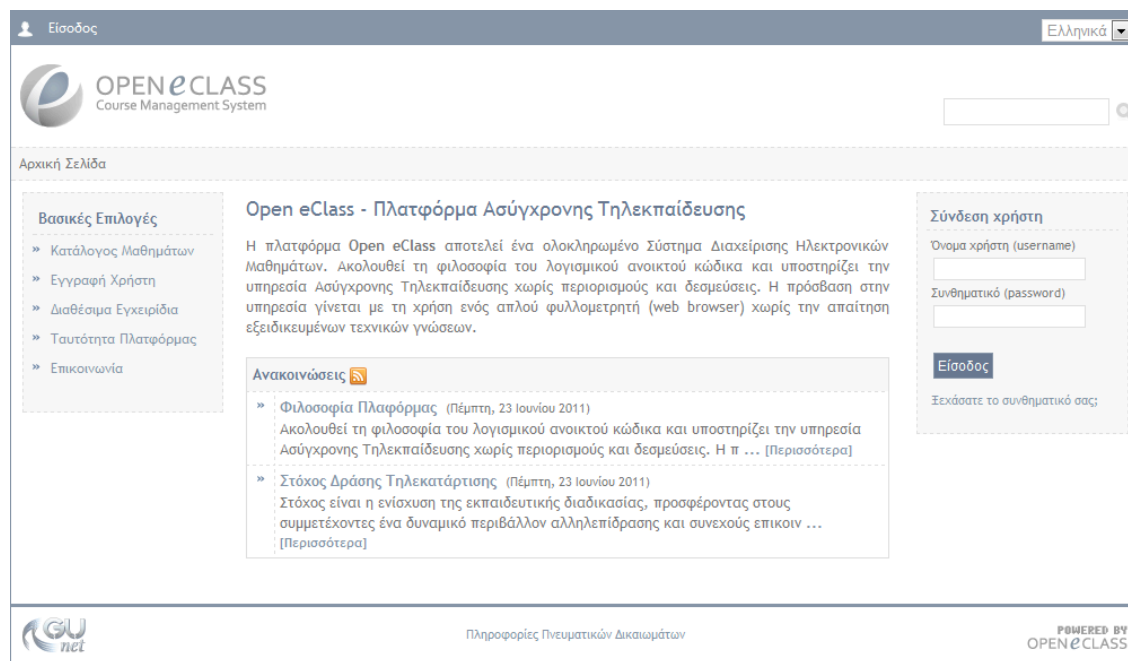 Είσοδος
Ελληνικά
OPEN eCLASS
Course Management System
Αρχική Σελίδα
Βασικές Επιλογές
» Κατάλογος Μαθημάτων
» Εγγραφή Χρήστη
» Διαθέσιμα Εγχειρίδια
» Ταυτότητα Πλατφόρμας
» Επικοινωνία
Open eClass - Πλατφόρμα Ασύγχρονης Τηλεκπαίδευσης
Η πλατφόρμα Open eClass αποτελεί ένα ολοκληρωμένο Σύστημα Διαχείρισης Ηλεκτρονικών
Μαθημάτων. Ακολουθεί τη φιλοσοφία του λογισμικού ανοικτού κώδικα και υποστηρίζει την
υπηρεσία Ασύγχρονης Τηλεκπαίδευσης χωρίς περιορισμούς και δεσμεύσεις. Η πρόσβαση στην
υπηρεσία γίνεται με τη χρήση ενός απλού φυλλομετρητή (web browser) χωρίς την απαίτηση
εξειδικευμένων τεχνικών γνώσεων.
Ανακοινώσεις
» Φιλοσοφία Πλαφόρμας (Πέμπτη, 23 Ιουνίου 2011)
Ακολουθεί τη φιλοσοφία του λογισμικού ανοικτού κώδικα και υποστηρίζει την υπηρεσία
Ασύγχρονης Τηλεκπαίδευσης χωρίς περιορισμούς και δεσμεύσεις. Η π ... [Περισσότερα]
» Στόχος Δράσης Τηλεκατάρτισης (Πέμπτη, 23 Ιουνίου 2011)
Στόχος είναι η ενίσχυση της εκπαιδευτικής διαδικασίας, προσφέροντας στους
συμμετέχοντες ένα δυναμικό περιβάλλον αλληλεπίδρασης και συνεχούς επικοιν ...
[Περισσότερα]
Σύνδεση χρήστη
Όνομα χρήστη (username)
Συνθηματικό (password)
Είσοδος
Ξεχάσατε το συνθηματικό σας;
GU
net
Πληροφορίες Πνευματικών Δικαιωμάτων
POWERED BY
OPEN eCLASS